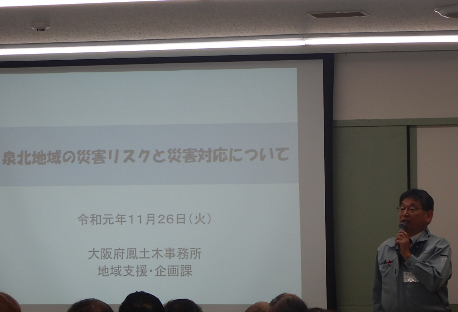 泉北地域の災害リスクと災害対応について
令和元年11月26日(火)
大阪府鳳土木事務所
地域支援・企画課